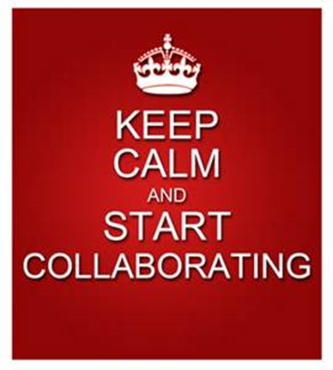 KEEP
CALM
AND
START
COLLABORATING